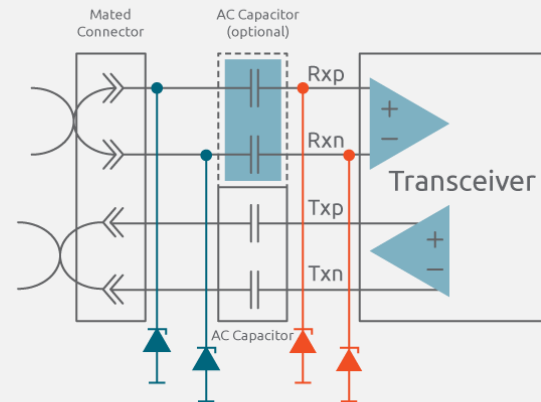 Mated
Connector
AC Capacitor
(optional)
Rxp
+
Rxn
−
Transceiver
Txp
+
Txn
−
AC Capacitor